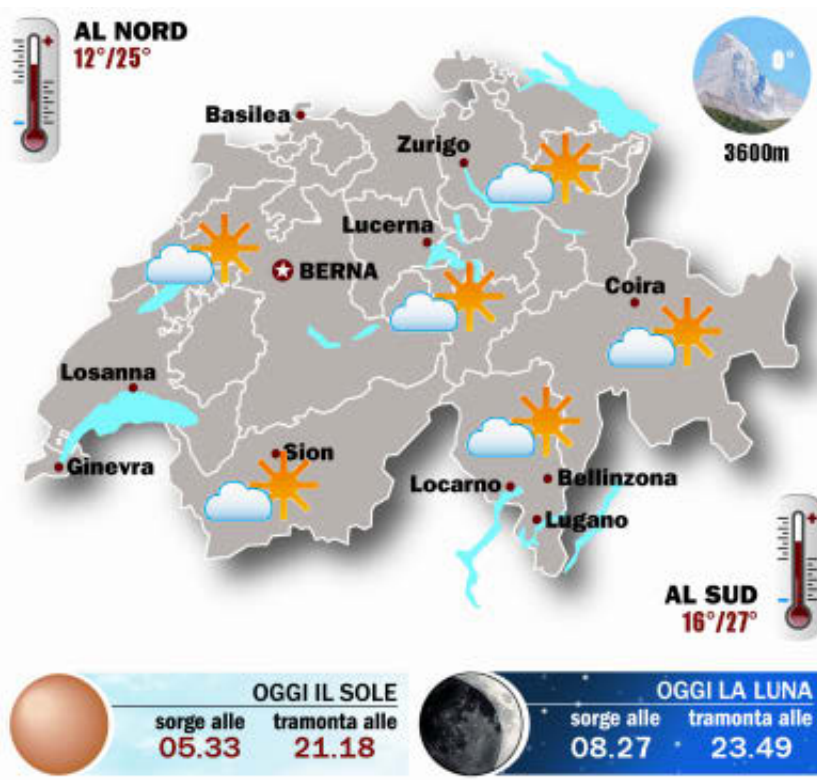 AL NORD
12°/25°
0°
3600m
Basilea
Zurigo
Lucerna
BERNA
Coira
Losanna
Sion
Ginevra
Locarno
Bellinzona
Lugano
AL SUD
16°/27°
OGGI IL SOLE
sorge alle tramonta alle
05.33 21.18
OGGI LA LUNA
sorge alle tramonta alle
08.27 23.49